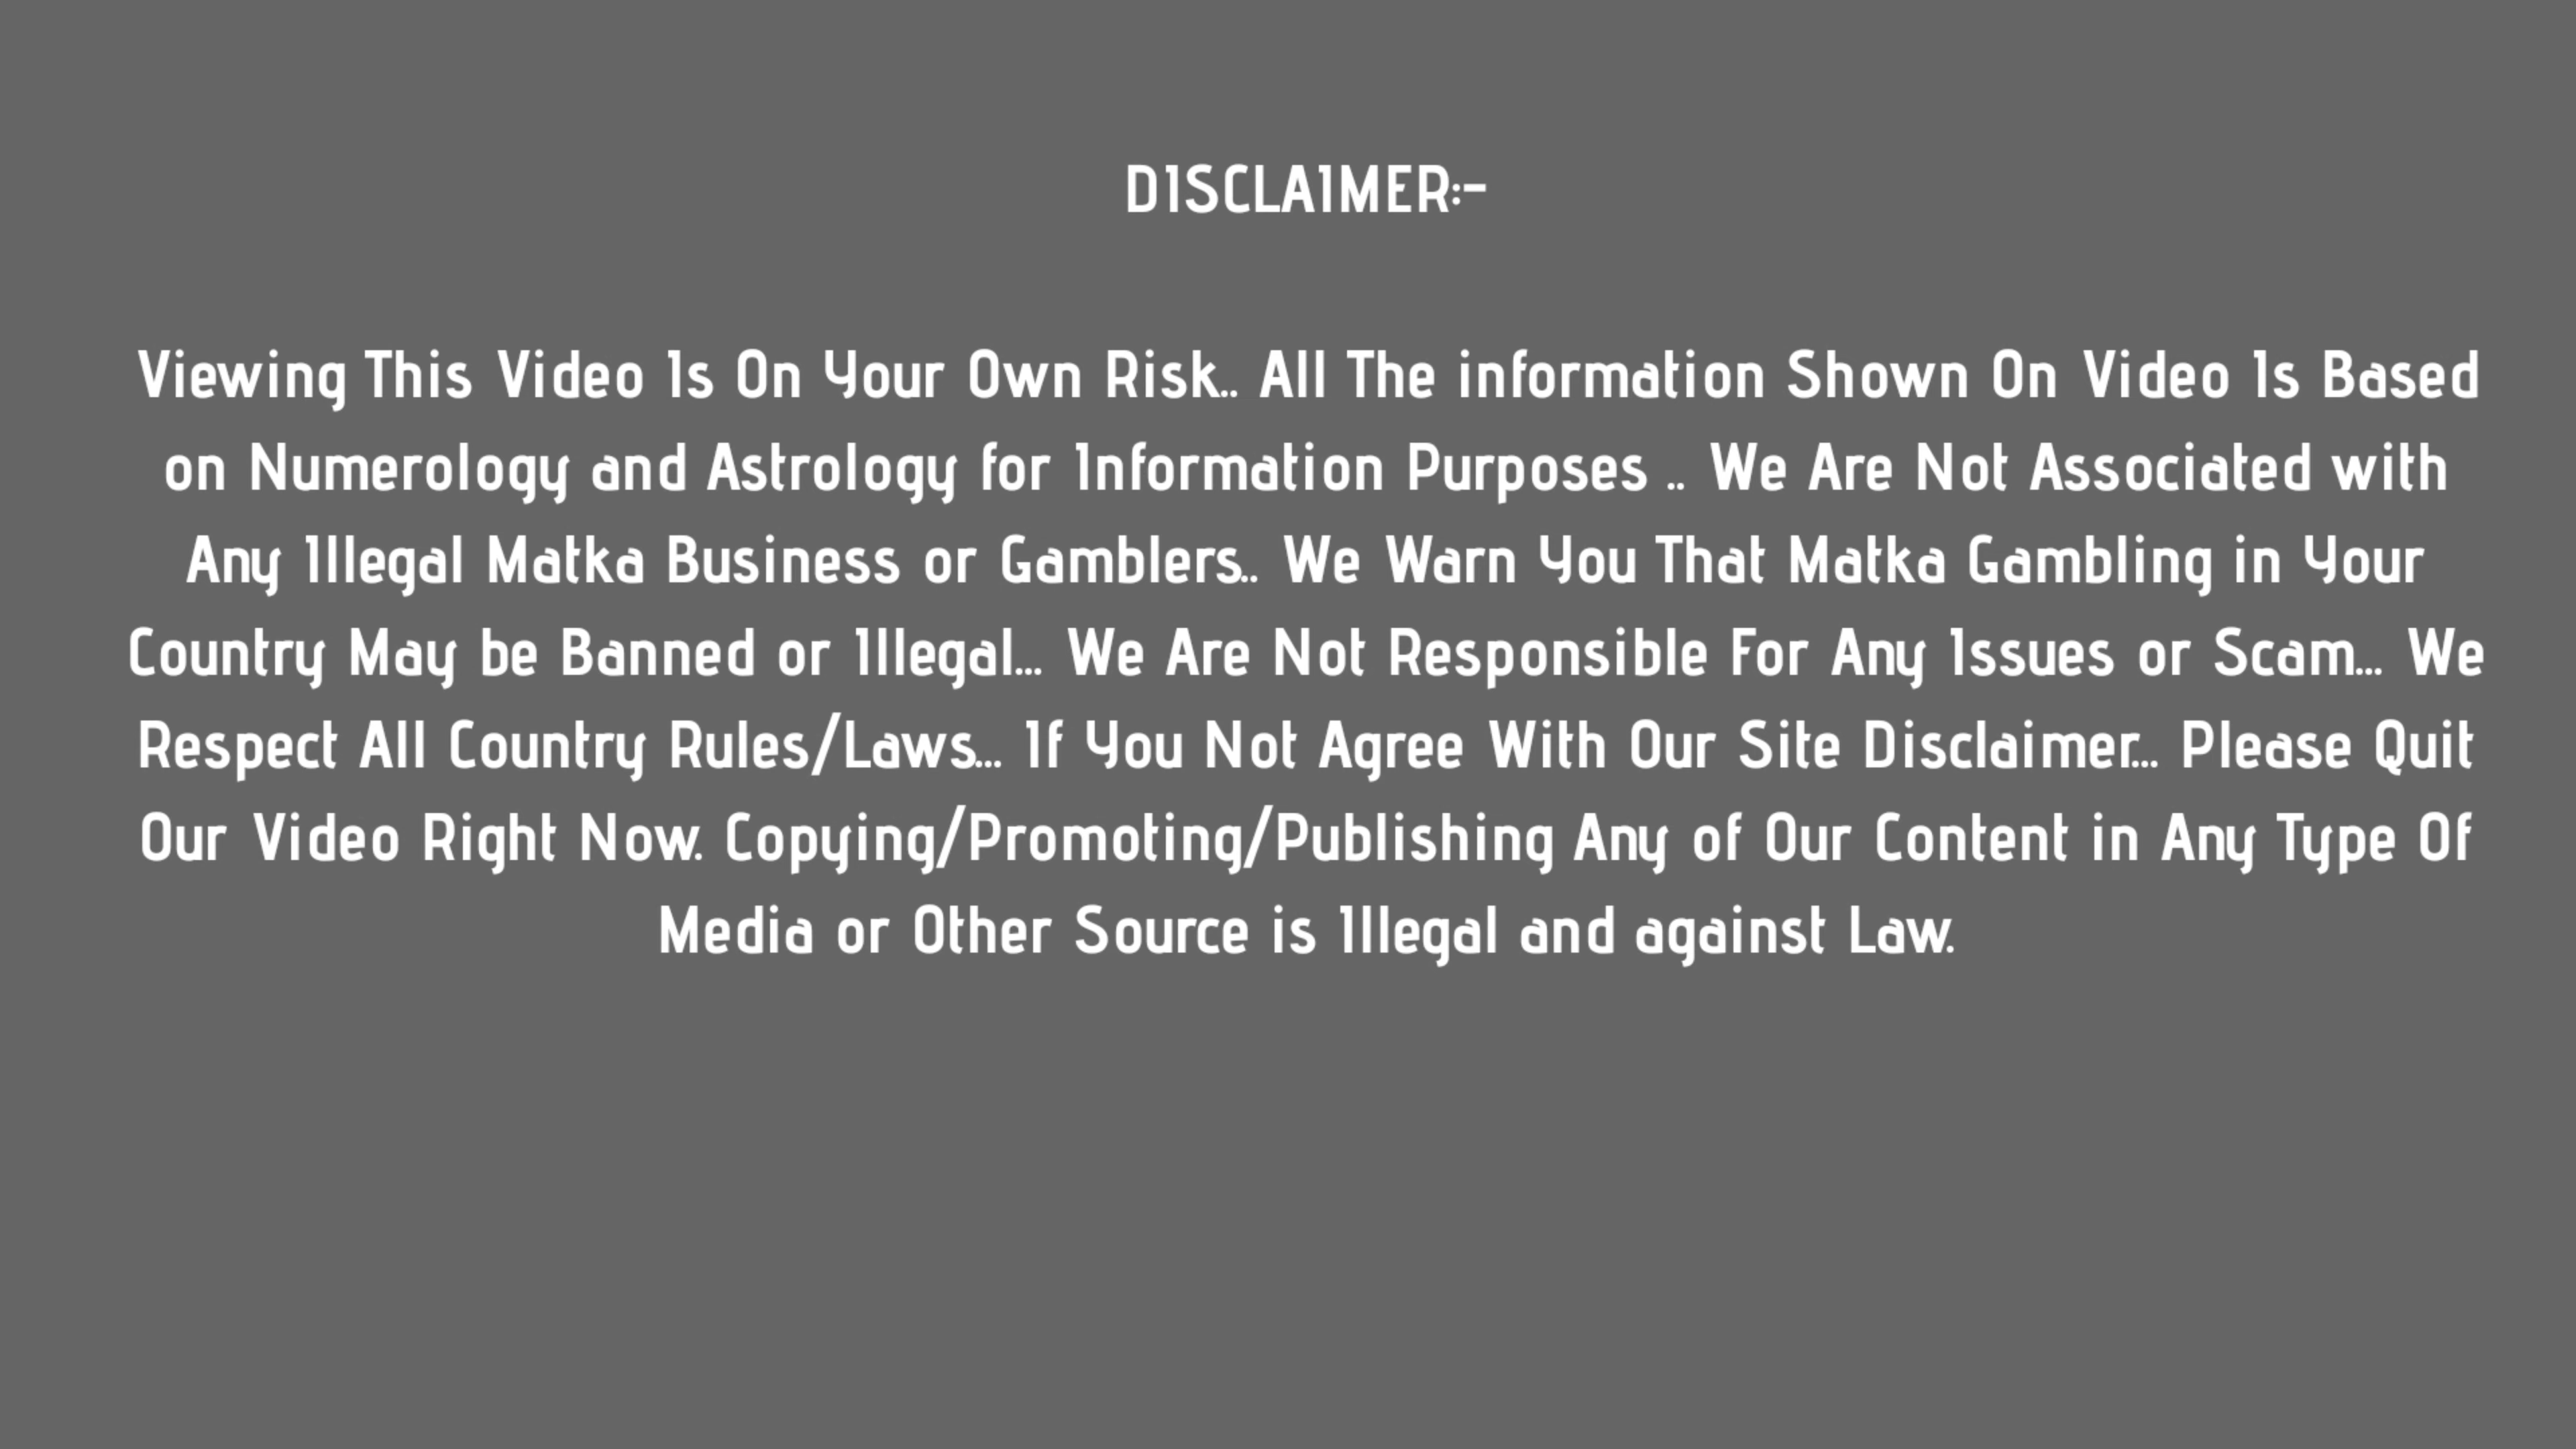 DISCLAIMER:-
Viewing This Video Is On Your Own Risk.. All The information Shown On Video Is Based
on Numerology and Astrology for Information Purposes .. We Are Not Associated with
Any Illegal Matka Business or Gamblers.. We Warn You That Matka Gambling in Your
Country May be Banned or Illegal... We Are Not Responsible For Any Issues or Scam... We
Respect All Country Rules/Laws... If You Not Agree With Our Site Disclaimer... Please Quit
Our Video Right Now. Copying/Promoting/Publishing Any of Our Content in Any Type Of
Media or Other Source is Illegal and against Law.